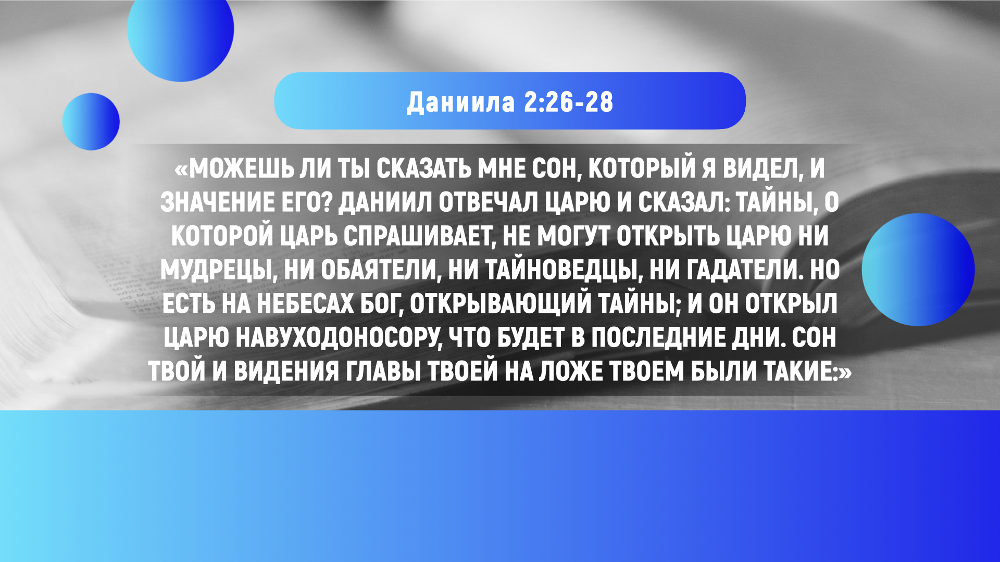 Даниила 2:26-28
«МОЖЕШЬ ЛИ ТЫ СКАЗАТЬ МНЕ СОН, КОТОРЫЙ Я ВИДЕЛ, И
ЗНАЧЕНИЕ ЕГО? ДАНИИЛ ОТВЕЧАЛ ЦАРЮ И СКАЗАЛ: ТАЙНЫ, О
КОТОРОЙ ЦАРЬ СПРАШИВАЕТ, НЕ МОГУТ ОТКРЫТЬ ЦАРЮ НИ
МУДРЕЦЫ, НИ ОБАЯТЕЛИ, НИ ТАЙНОВЕДЦЫ, НИ ГАДАТЕЛИ. НО
ЕСТЬ НА НЕБЕСАХ БОГ, ОТКРЫВАЮЩИЙ ТАЙНЫ; И ОН ОТКРЫЛ
ЦАРЮ НАВУХОДОНОСОРУ, ЧТО БУДЕТ В ПОСЛЕДНИЕ ДНИ. СОН
ТВОЙ И ВИДЕНИЯ ГЛАВЫ ТВОЕЙ НА ЛОЖЕ ТВОЕМ БЫЛИ ТАКИЕ:»